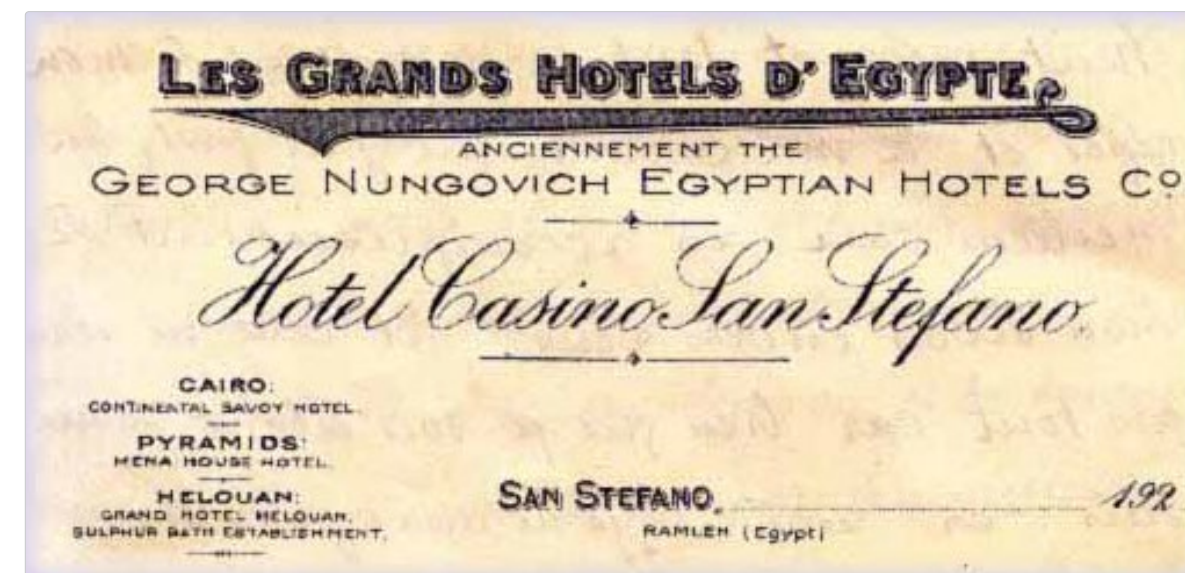 LES GRANDS HOTELS D' EGYPTE
ANCIENNEMENT THE
GEORGE NUNGOVICH EGYPTIAN HOTELS Cº
Hotel Casino San Stefano
CAIRO:
CONTINENTAL SAVOY HOTEL.
PYRAMIDS:
MENA HOUSE HOTEL.
HELOUAN:
GRAND HOTEL HELOUAN.
SULPHUR BATH ESTABLISHMENT.
SAN STEFANO, 192
RAMLEH (Egypt)